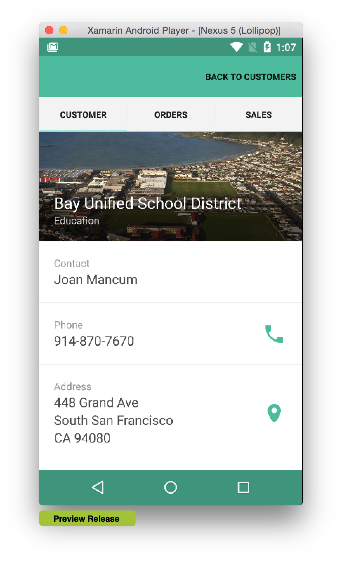 Xamarin Android Player - [Nexus 5 (Lollipop)]
1:07
BACK TO CUSTOMERS
CUSTOMER ORDERS SALES
Bay Unified School District
Education
Contact
Joan Mancum
Phone
914-870-7670
Address
448 Grand Ave
South San Francisco
CA 94080
Preview Release